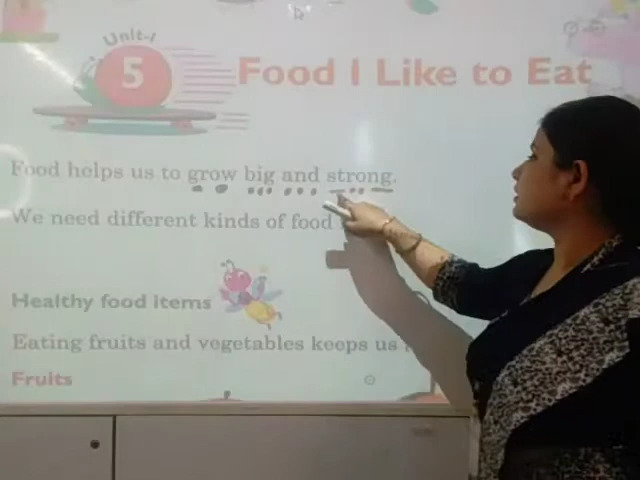 Unit-1
5
Food I Like to Eat
Food helps us to grow big and strong.
We need different kinds of food
Healthy food items
Eating fruits and vegetables keeps us
Fruits